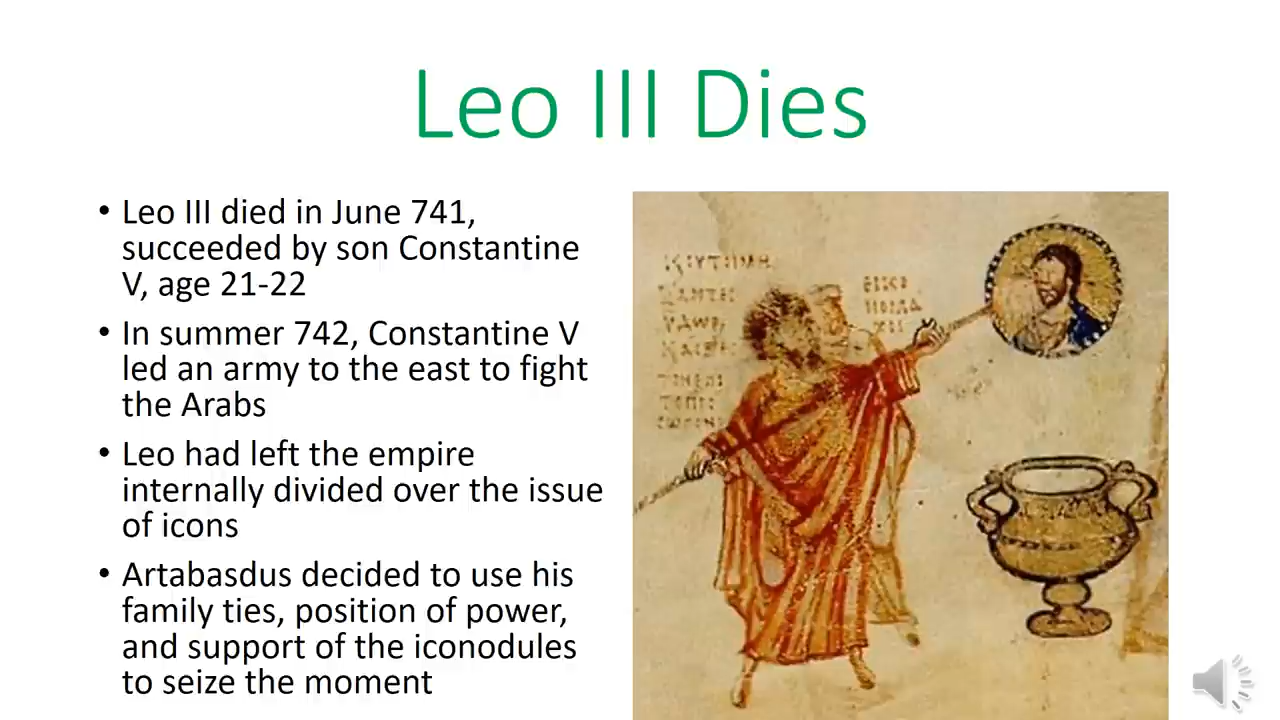 Leo III Dies
• Leo III died in June 741,
succeeded by son Constantine
V, age 21-22
• In summer 742, Constantine V
led an army to the east to fight
the Arabs
• Leo had left the empire
internally divided over the issue
of icons
• Artabasdus decided to use his
family ties, position of power,
and support of the iconodules
to seize the moment